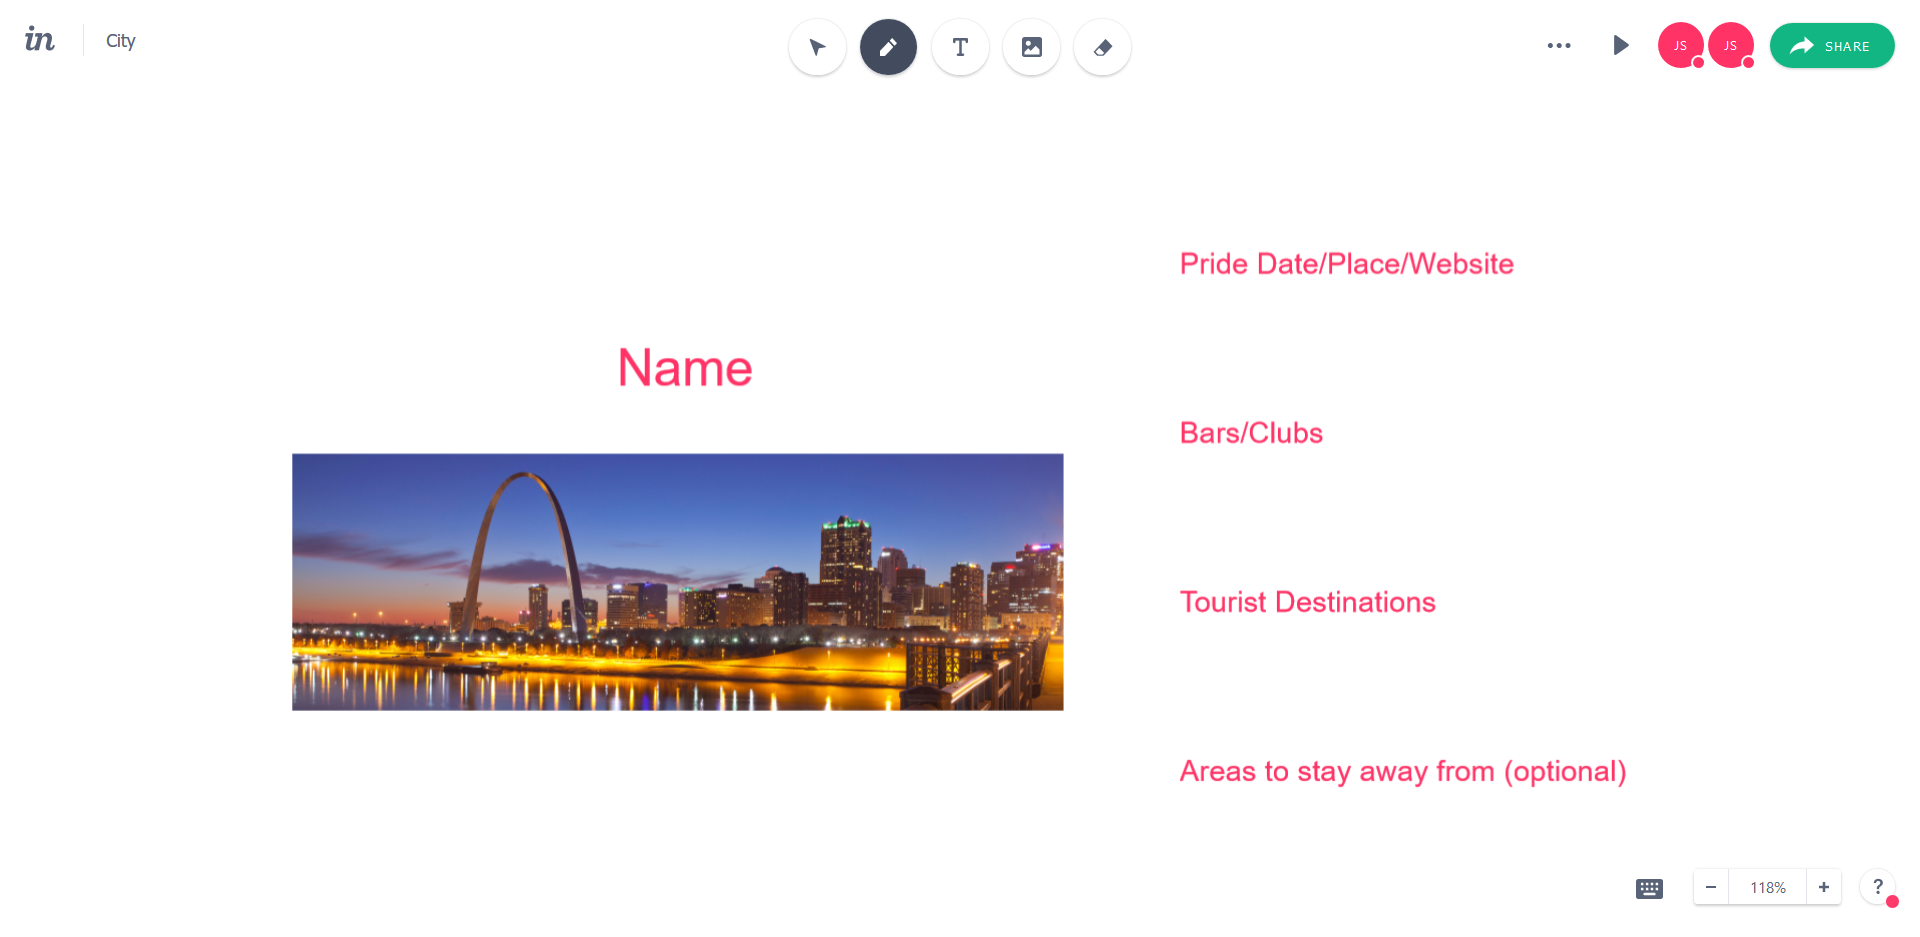 in
City
T
JS
JS
SHARE
Pride Date/Place/Website
Name
Bars/Clubs
Tourist Destinations
Areas to stay away from (optional)
− 118% +
?